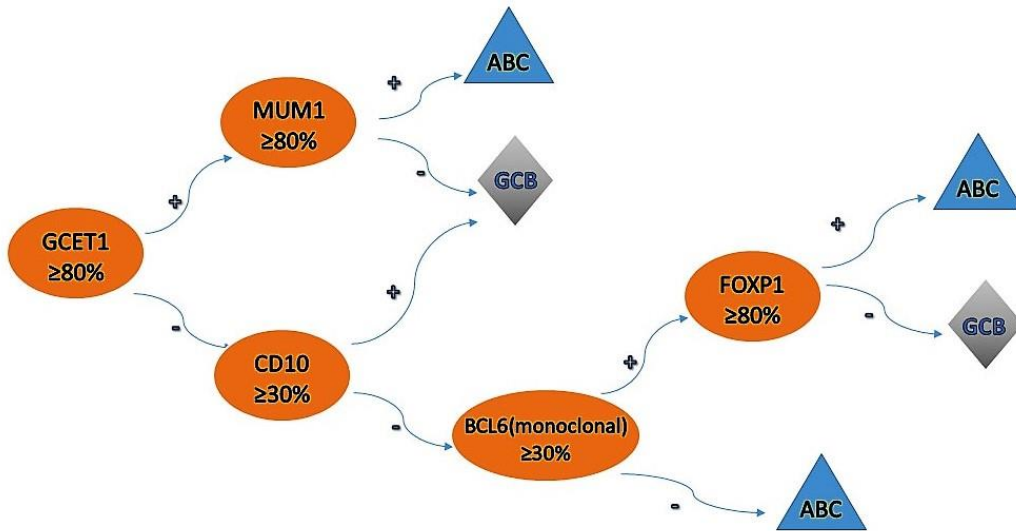 ABC
MUM1
≥80%
+
-
GCB
ABC
+
GCET1
≥80%
+
+
FOXP1
≥80%
-
GCB
-
CD10
≥30%
+
-
BCL6(monoclonal)
≥30%
-
ABC